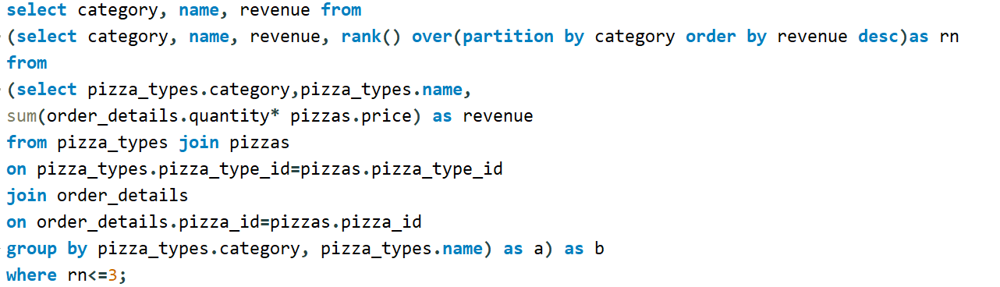 select category, name, revenue from
(select category, name, revenue, rank() over(partition by category order by revenue desc)as rn
from
(select pizza_types.category,pizza_types.name,
sum(order_details.quantity* pizzas.price) as revenue
from pizza_types join pizzas
on pizza_types.pizza_type_id=pizzas.pizza_type_id
join order_details
on order_details.pizza_id=pizzas.pizza_id
group by pizza_types.category, pizza_types.name) as a) as b
where rn<=3;